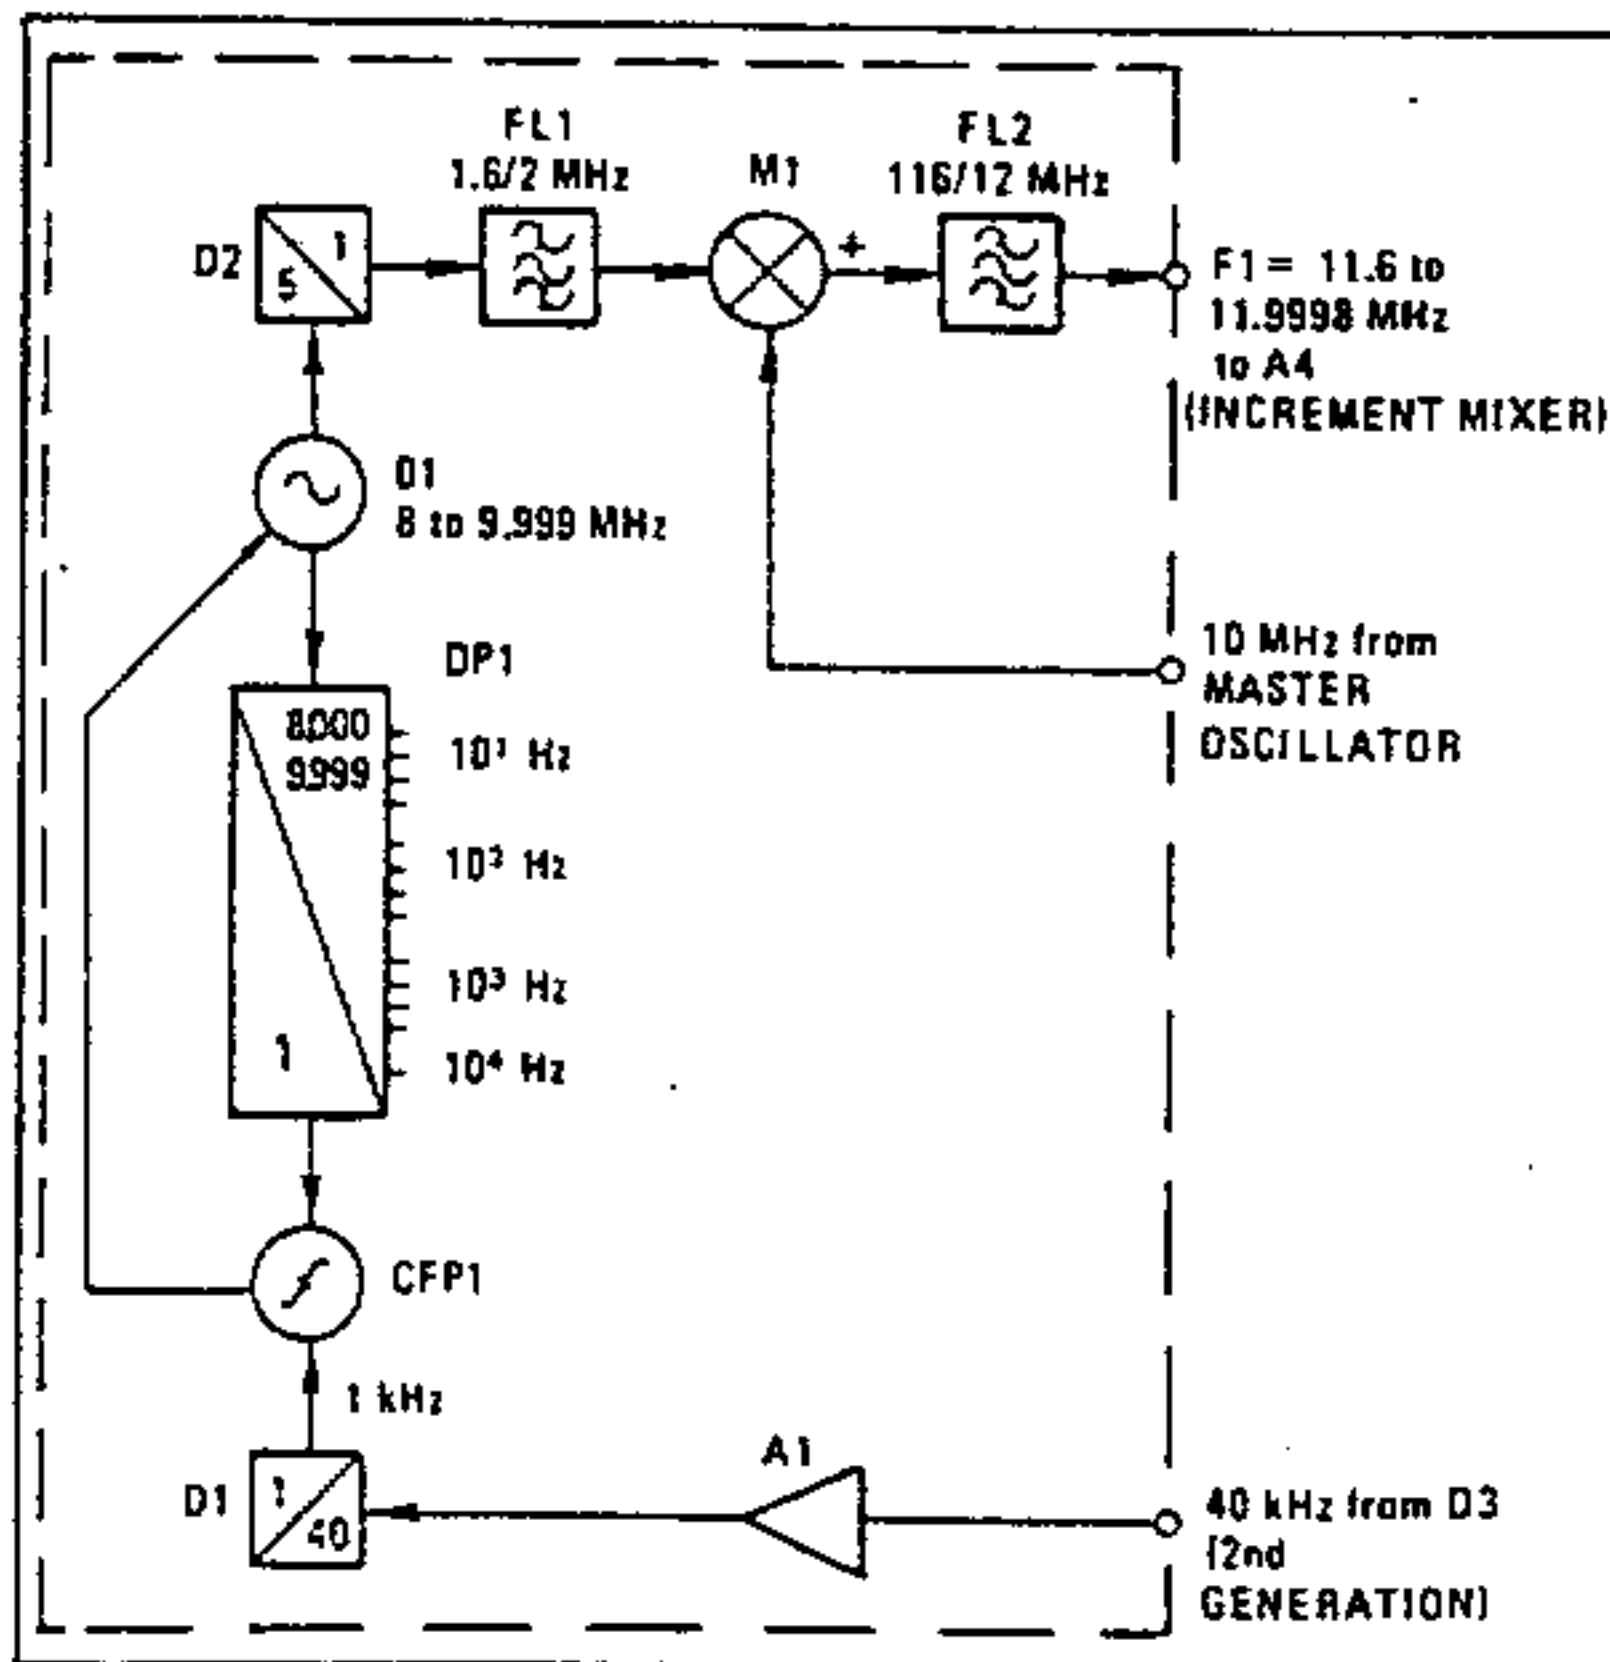 FL1
1.6/2 MHz
M1
FL2
116/12 MHz
D2
1
5
+
F1 = 11.6 to
11.9998 MHz
to A4
(INCREMENT MIXER)
01
8 to 9.999 MHz
10 MHz from
MASTER
OSCILLATOR
DP1
8000
9999
1
10¹ Hz
10² Hz
10³ Hz
10⁴ Hz
CFP1
1 kHz
D1
1
40
A1
40 kHz from D3
(2nd
GENERATION)